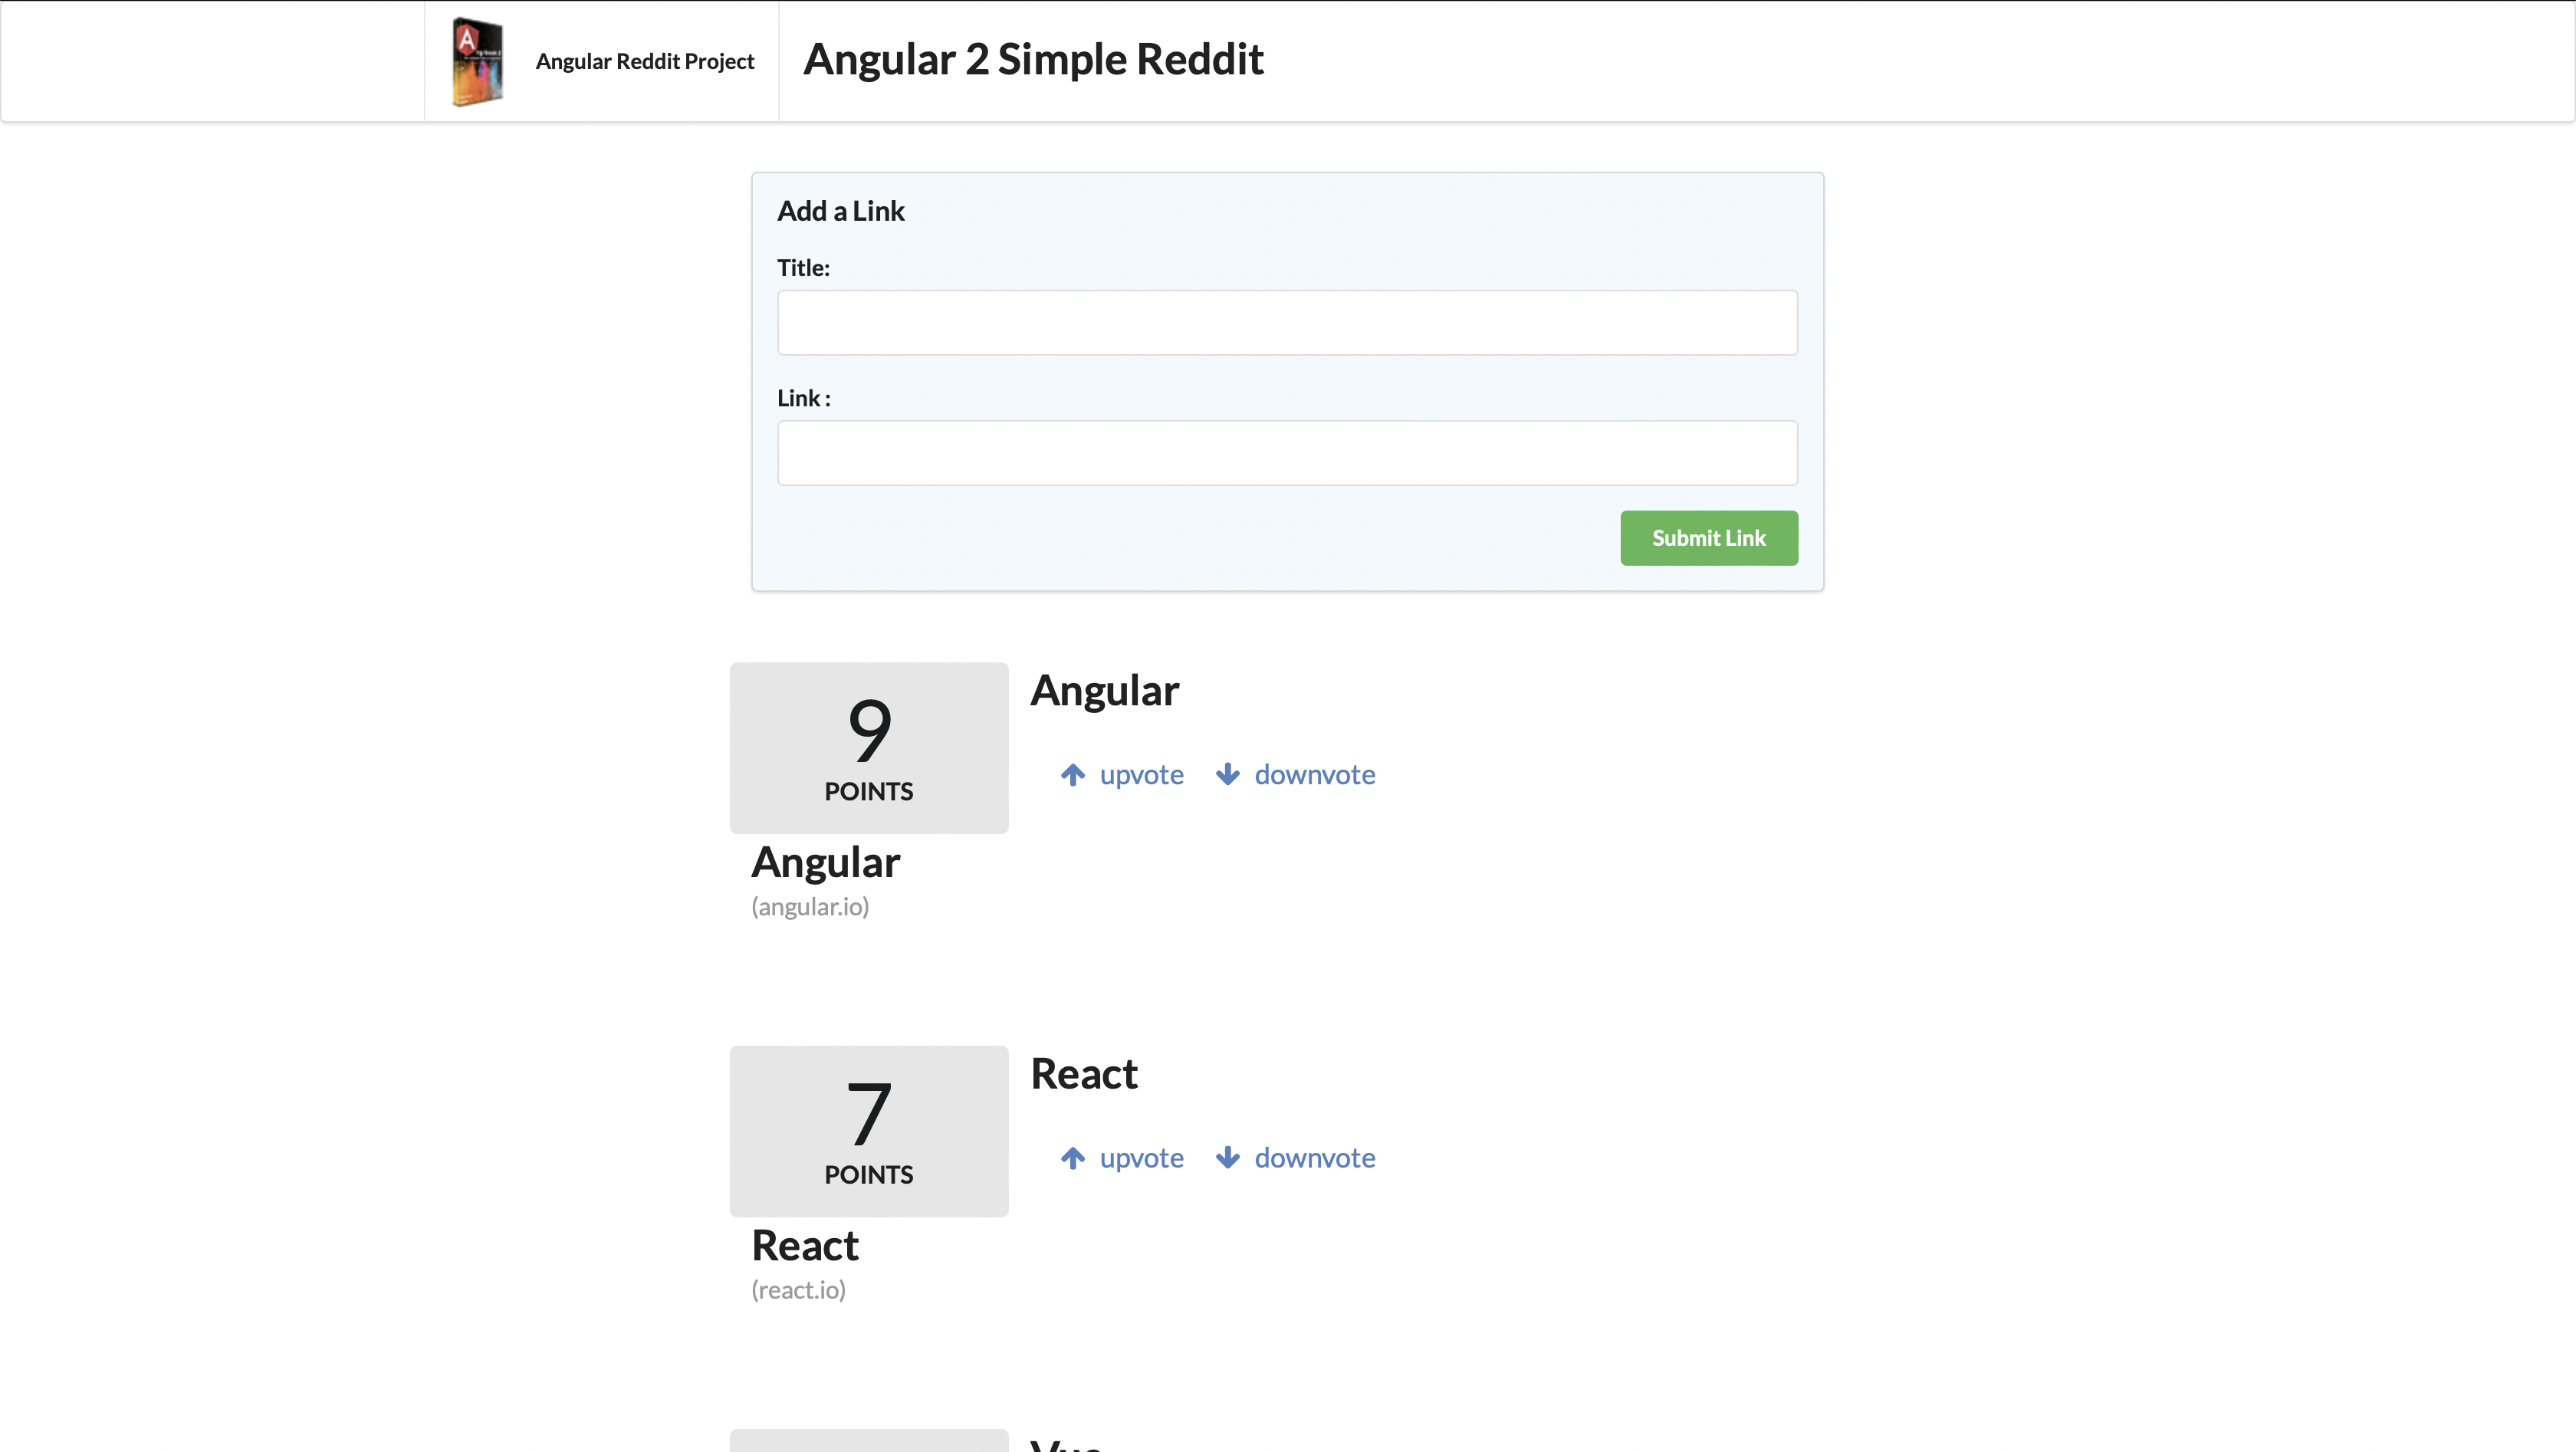 Angular Reddit Project
Angular 2 Simple Reddit
Add a Link
Title:
Link :
Submit Link
9
POINTS
Angular
upvote downvote
Angular
(angular.io)
7
POINTS
React
upvote downvote
React
(react.io)
Vue